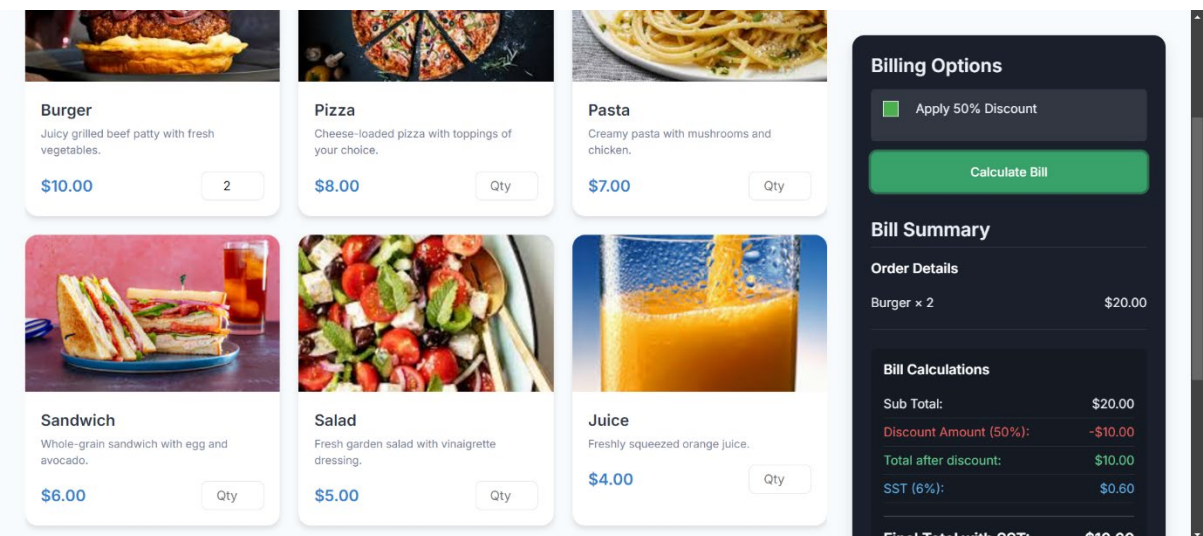 Burger
Juicy grilled beef patty with fresh
vegetables.
$10.00
2
Pizza
Cheese-loaded pizza with toppings of
your choice.
$8.00
Qty
Pasta
Creamy pasta with mushrooms and
chicken.
$7.00
Qty
Sandwich
Whole-grain sandwich with egg and
avocado.
$6.00
Qty
Salad
Fresh garden salad with vinaigrette
dressing.
$5.00
Qty
Juice
Freshly squeezed orange juice.
$4.00
Qty
Billing Options
Apply 50% Discount
Calculate Bill
Bill Summary
Order Details
Burger × 2 $20.00
Bill Calculations
Sub Total: $20.00
Discount Amount (50%): -$10.00
Total after discount: $10.00
SST (6%): $0.60
Final Total with SST: